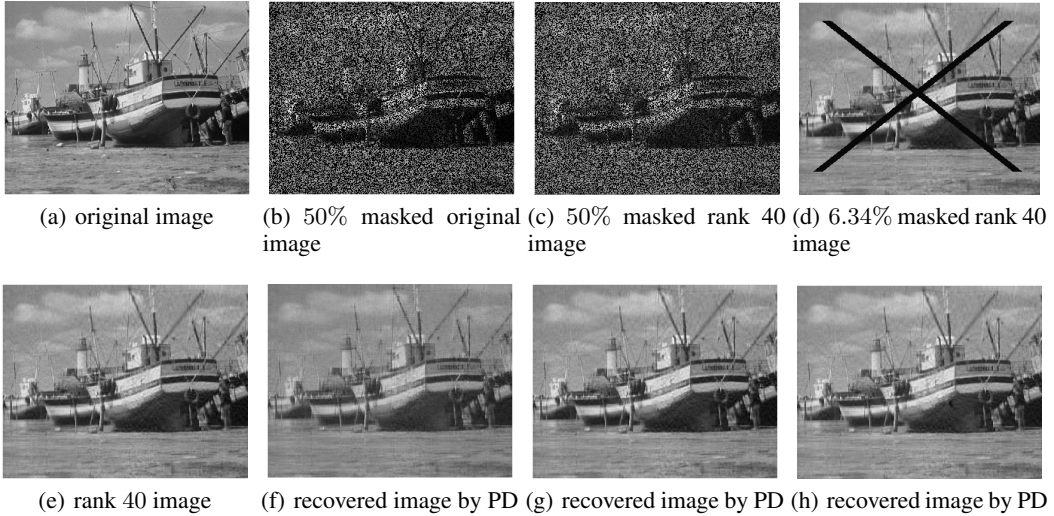 (a) original image
(b) 50% masked original image
(c) 50% masked rank 40 image
(d) 6.34% masked rank 40 image
(e) rank 40 image
(f) recovered image by PD
(g) recovered image by PD
(h) recovered image by PD